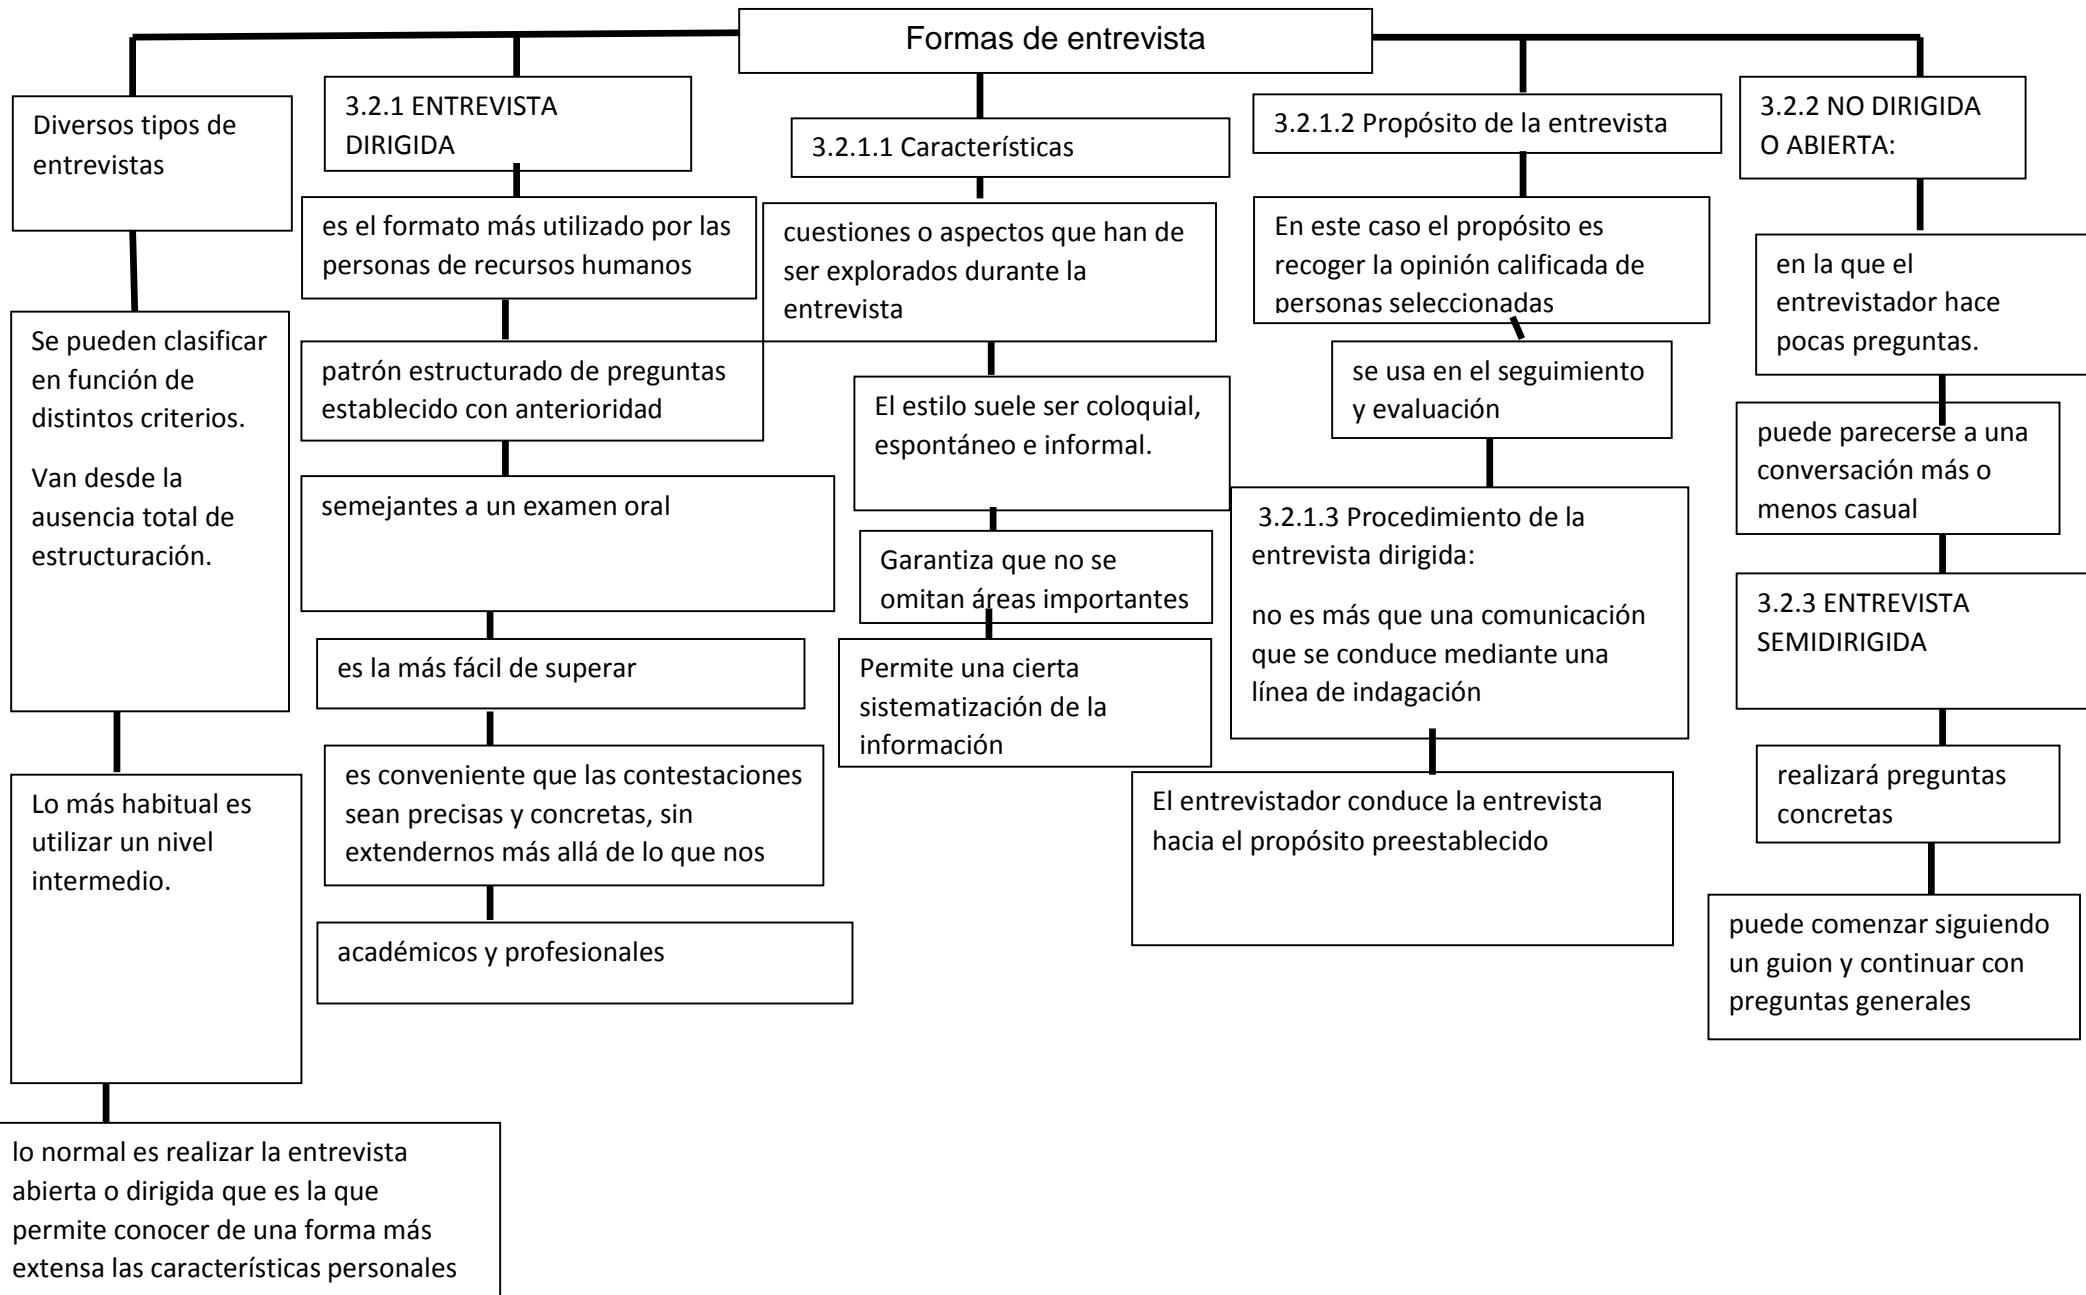 Formas de entrevista
Diversos tipos de
entrevistas
Se pueden clasificar
en función de
distintos criterios.
Van desde la
ausencia total de
estructuración.
Lo más habitual es
utilizar un nivel
intermedio.
lo normal es realizar la entrevista
abierta o dirigida que es la que
permite conocer de una forma más
extensa las características personales
3.2.1 ENTREVISTA
DIRIGIDA
es el formato más utilizado por las
personas de recursos humanos
patrón estructurado de preguntas
establecido con anterioridad
semejantes a un examen oral
es la más fácil de superar
es conveniente que las contestaciones
sean precisas y concretas, sin
extendernos más allá de lo que nos
académicos y profesionales
3.2.1.1 Características
cuestiones o aspectos que han de
ser explorados durante la
entrevista
El estilo suele ser coloquial,
espontáneo e informal.
Garantiza que no se
omitan áreas importantes
Permite una cierta
sistematización de la
información
3.2.1.2 Propósito de la entrevista
En este caso el propósito es
recoger la opinión calificada de
personas seleccionadas
se usa en el seguimiento
y evaluación
3.2.1.3 Procedimiento de la
entrevista dirigida:
no es más que una comunicación
que se conduce mediante una
línea de indagación
El entrevistador conduce la entrevista
hacia el propósito preestablecido
3.2.2 NO DIRIGIDA
O ABIERTA:
en la que el
entrevistador hace
pocas preguntas.
puede parecerse a una
conversación más o
menos casual
3.2.3 ENTREVISTA
SEMIDIRIGIDA
realizará preguntas
concretas
puede comenzar siguiendo
un guion y continuar con
preguntas generales